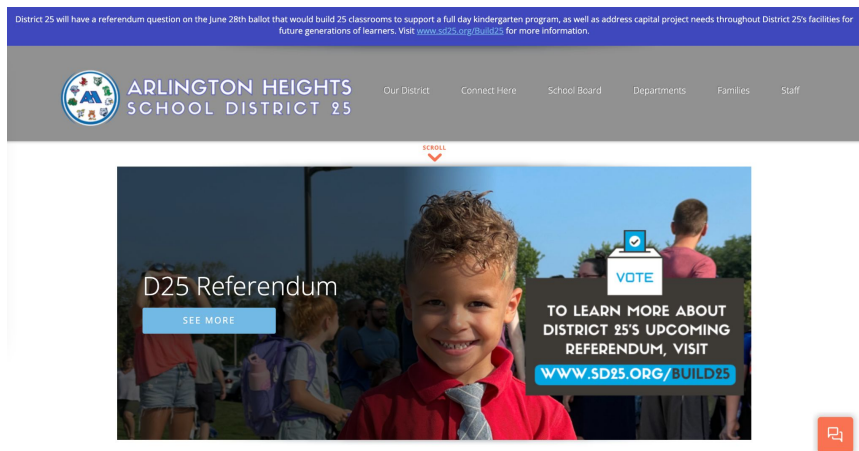 District 25 will have a referendum question on the June 28th ballot that would build 25 classrooms to support a full day kindergarten program, as well as address capital project needs throughout District 25's facilities for
future generations of learners. Visit www.sd25.org/Build25 for more information.
ARLINGTON HEIGHTS
SCHOOL DISTRICT 25
Our District Connect Here School Board Departments Families Staff
SCROLL
D25 Referendum
SEE MORE
VOTE
TO LEARN MORE ABOUT
DISTRICT 25'S UPCOMING
REFERENDUM, VISIT
WWW.SD25.ORG/BUILD25